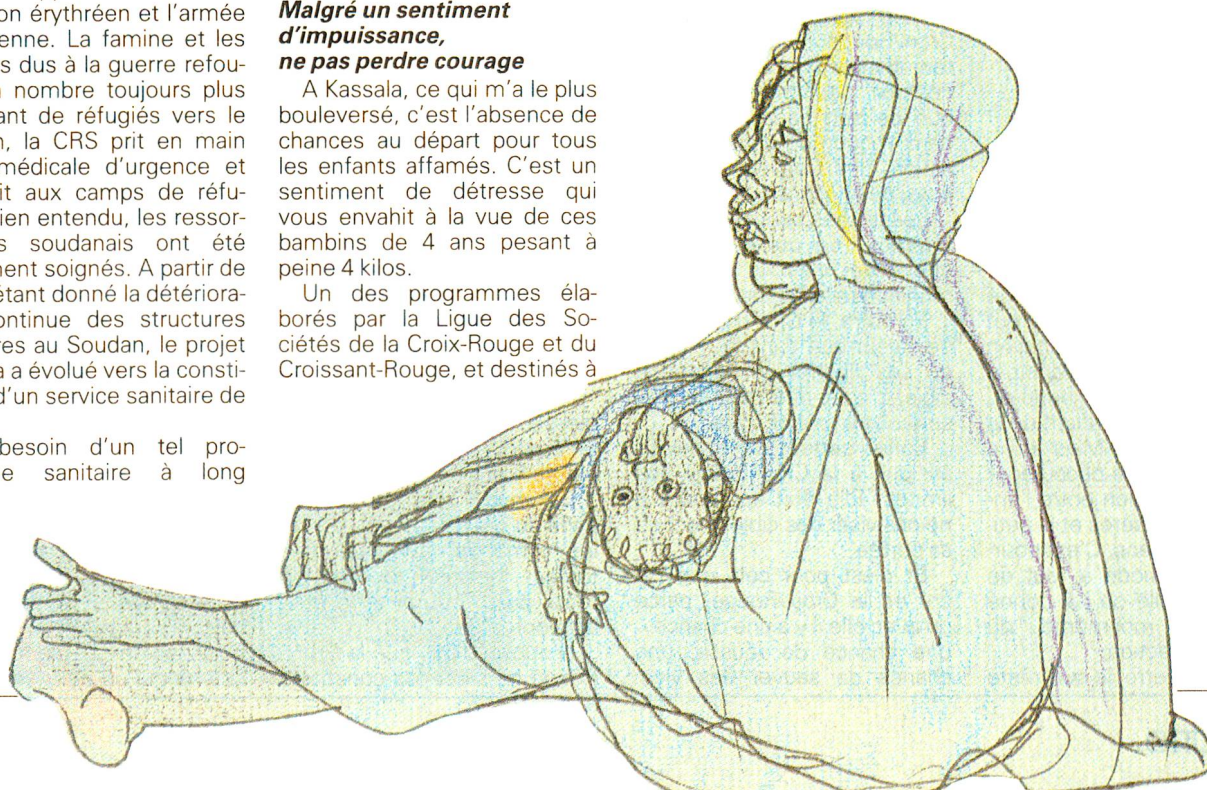 on érythréen et l'armée
enne. La famine et les
s dus à la guerre refou-
nombre toujours plus
ant de réfugiés vers le
n, la CRS prit en main
médicale d'urgence et
it aux camps de réfu-
ien entendu, les ressor-
s soudanais ont été
ment soignés. A partir de
étant donné la détériora-
ontinue des structures
res au Soudan, le projet
a a évolué vers la consti-
d'un service sanitaire de
besoin d'un tel pro-
e sanitaire à long
Malgré un sentiment
d'impuissance,
ne pas perdre courage
A Kassala, ce qui m'a le plus
bouleversé, c'est l'absence de
chances au départ pour tous
les enfants affamés. C'est un
sentiment de détresse qui
vous envahit à la vue de ces
bambins de 4 ans pesant à
peine 4 kilos.
Un des programmes éla-
borés par la Ligue des So-
ciétés de la Croix-Rouge et du
Croissant-Rouge, et destinés à